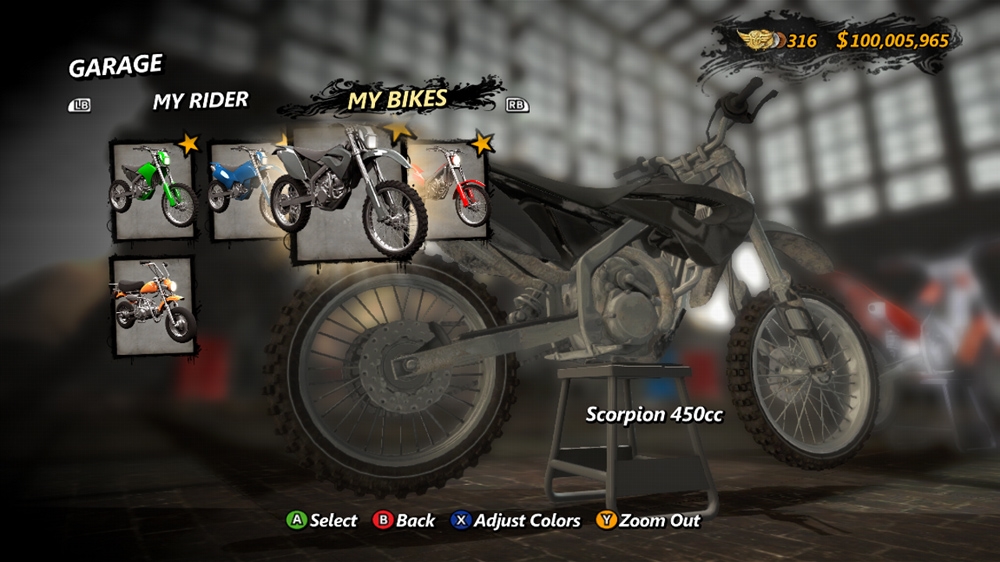 316 $100,005,965
GARAGE
LB MY RIDER MY BIKES RB
Scorpion 450cc
A Select B Back X Adjust Colors Y Zoom Out